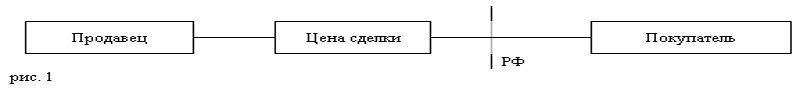 Продавец
Цена сделки
Покупатель
РФ
рис. 1